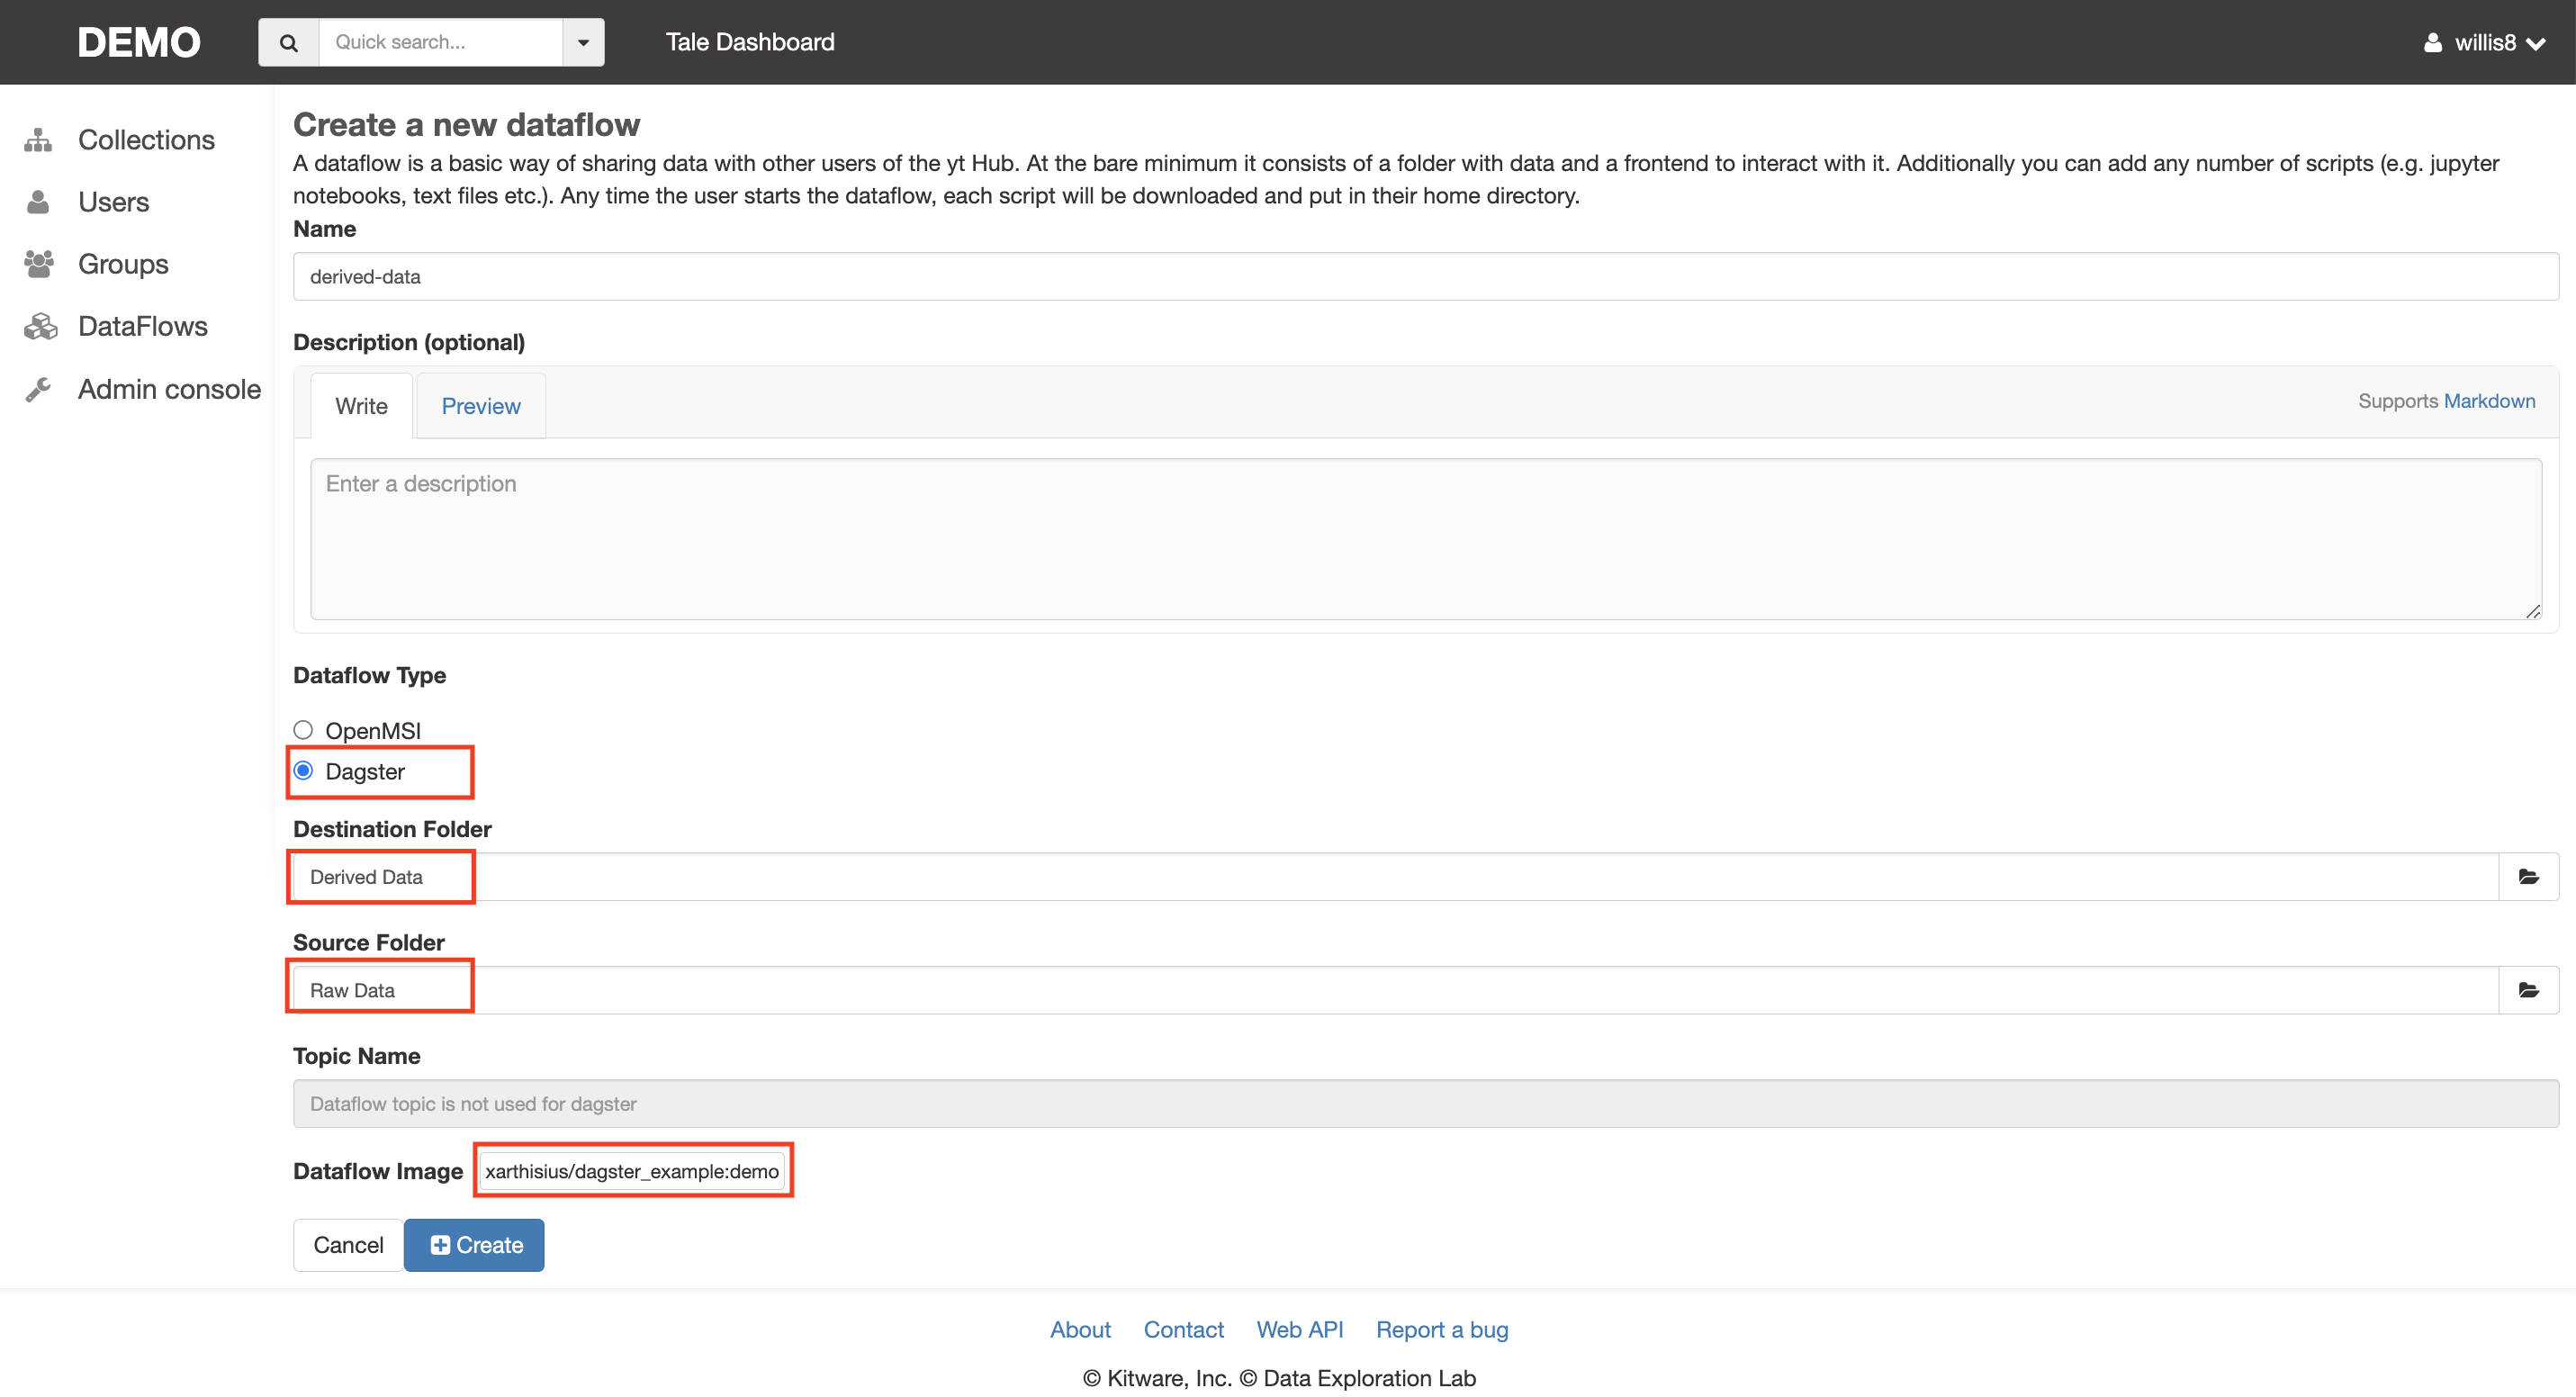 DEMO
Quick search...
Tale Dashboard
willis8
Collections
Users
Groups
DataFlows
Admin console
Create a new dataflow
A dataflow is a basic way of sharing data with other users of the yt Hub. At the bare minimum it consists of a folder with data and a frontend to interact with it. Additionally you can add any number of scripts (e.g. jupyter
notebooks, text files etc.). Any time the user starts the dataflow, each script will be downloaded and put in their home directory.
Name
derived-data
Description (optional)
Write
Preview
Supports Markdown
Enter a description
Dataflow Type
OpenMSI
Dagster
Destination Folder
Derived Data
Source Folder
Raw Data
Topic Name
Dataflow topic is not used for dagster
Dataflow Image xarthisius/dagster_example:demo
Cancel
Create
About Contact Web API Report a bug
© Kitware, Inc. © Data Exploration Lab